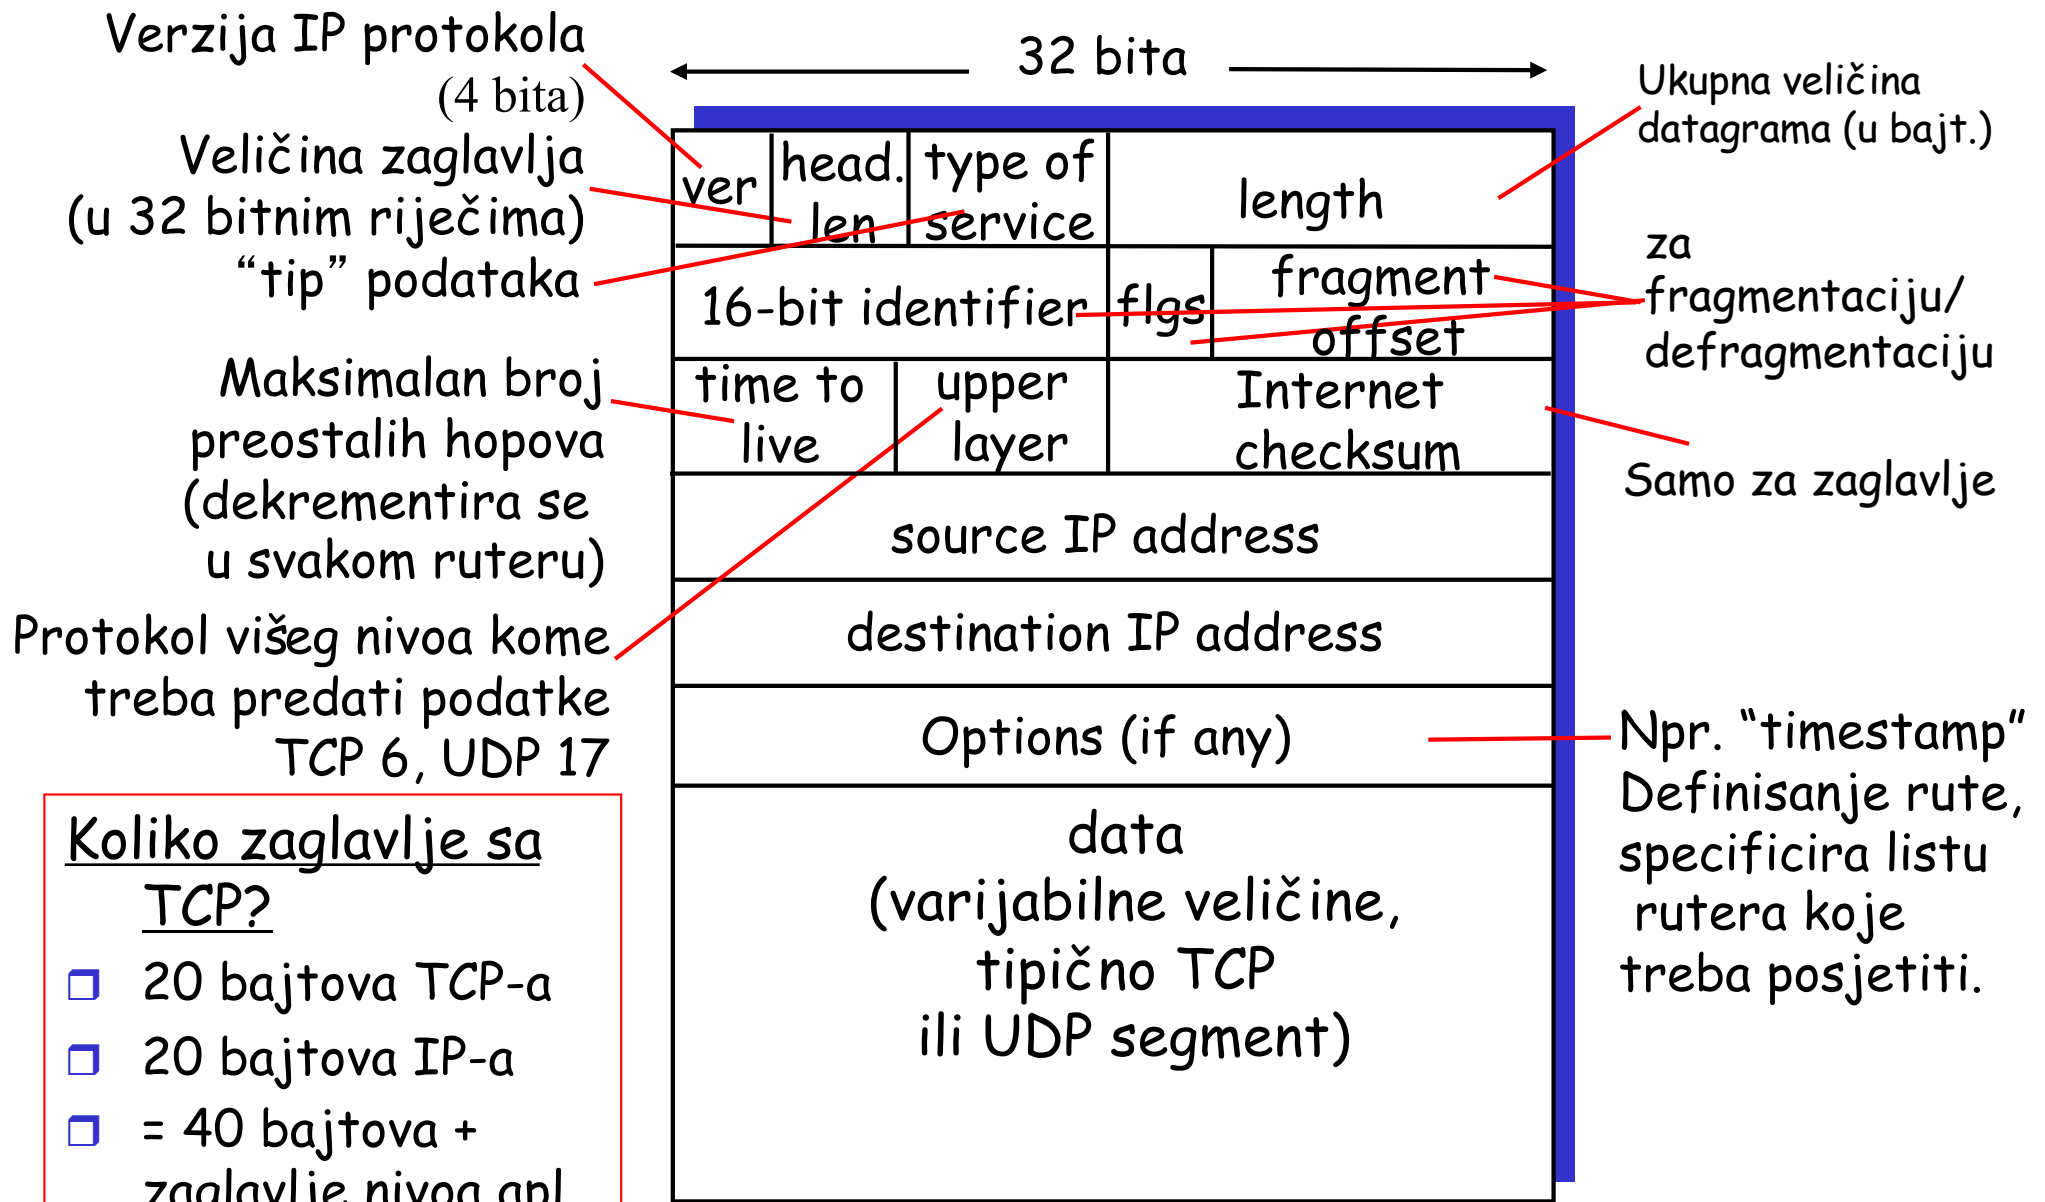 Verzija IP protokola
(4 bita)
Veličina zaglavlja
(u 32 bitnim riječima)
“tip” podataka
Maksimalan broj
preostalih hopova
(dekrementira se
u svakom ruteru)
Protokol višeg nivoa kome
treba predati podatke
TCP 6, UDP 17
Koliko zaglavlje sa
TCP?
20 bajtova TCP-a
20 bajtova IP-a
= 40 bajtova +
zaglavlje nivoa apl
32 bita
ver
head.
len
type of
service
length
16-bit identifier
flgs
fragment
offset
time to
live
upper
layer
Internet
checksum
source IP address
destination IP address
Options (if any)
data
(varijabilne veličine,
tipično TCP
ili UDP segment)
Ukupna veličina
datagrama (u bajt.)
za
fragmentaciju/
defragmentaciju
Samo za zaglavlje
Npr. “timestamp”
Definisanje rute,
specificira listu
rutera koje
treba posjetiti.